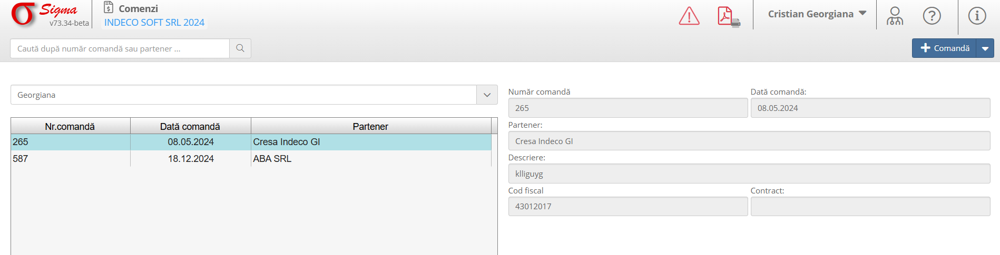 σ Sigma
v73.34-beta
Comenzi
INDECO SOFT SRL 2024
Cristian Georgiana
Caută după număr comandă sau partener ...
Comandă
Georgiana
Nr.comandă Dată comandă Partener
265 08.05.2024 Cresa Indeco GI
587 18.12.2024 ABA SRL
Număr comandă Dată comandă:
265 08.05.2024
Partener:
Cresa Indeco GI
Descriere:
klliguyg
Cod fiscal Contract:
43012017